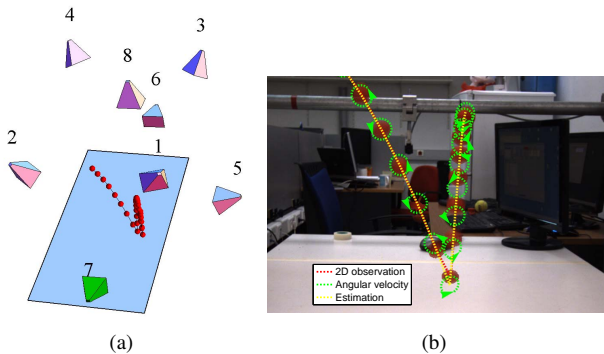 4
3
8
6
2
1
5
7
2D observation
Angular velocity
Estimation
(a)
(b)